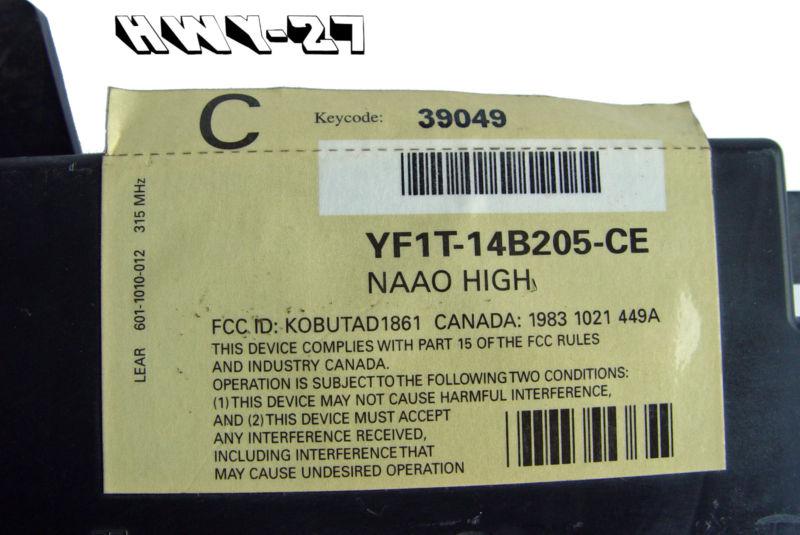 HWY-27
C Keycode: 39049
YF1T-14B205-CE
NAAO HIGH
LEAR 601-1010-012 315 MHz
FCC ID: KOBUTAD1861 CANADA: 1983 1021 449A
THIS DEVICE COMPLIES WITH PART 15 OF THE FCC RULES
AND INDUSTRY CANADA.
OPERATION IS SUBJECT TO THE FOLLOWING TWO CONDITIONS:
(1) THIS DEVICE MAY NOT CAUSE HARMFUL INTERFERENCE,
AND (2) THIS DEVICE MUST ACCEPT
ANY INTERFERENCE RECEIVED,
INCLUDING INTERFERENCE THAT
MAY CAUSE UNDESIRED OPERATION